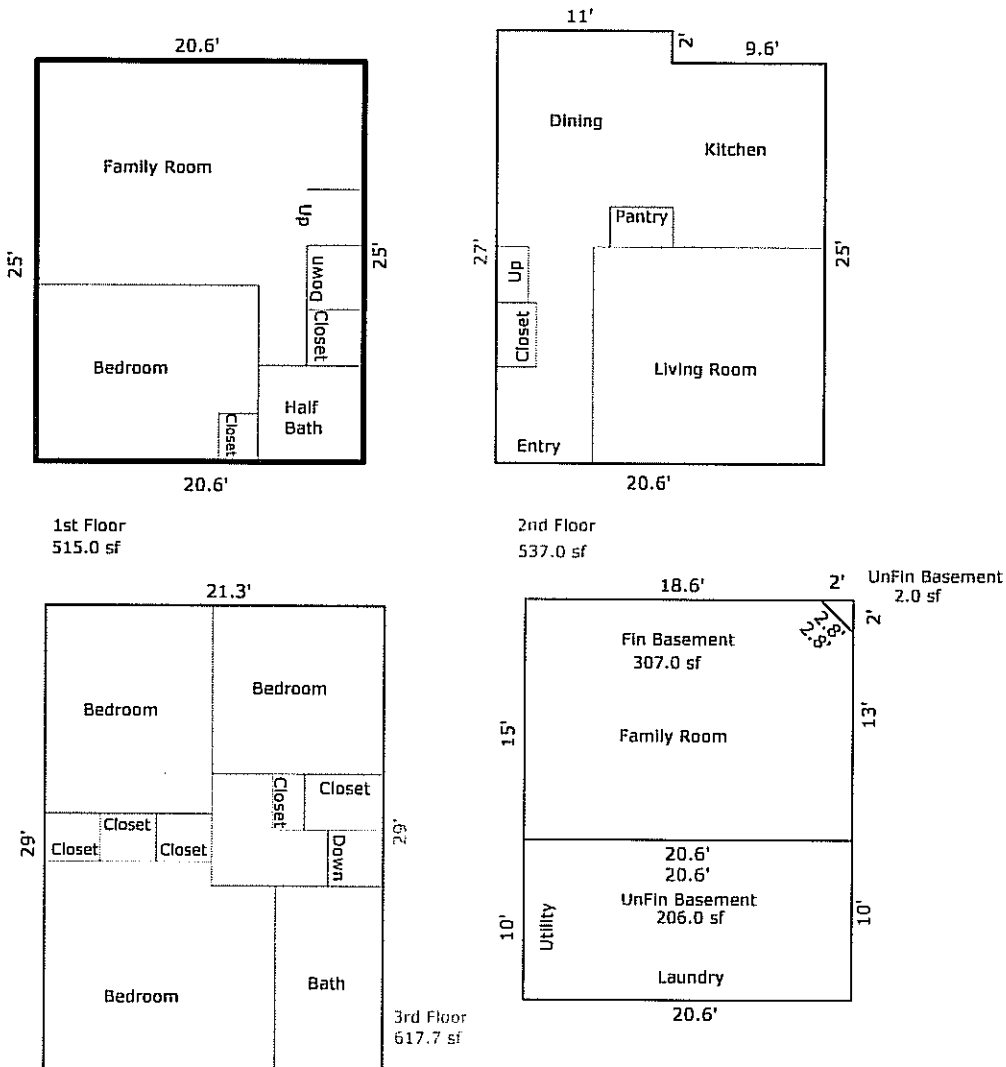 20.6'
Family Room
Up
Down
Closet
25'
25'
Bedroom
Closet
Half
Bath
20.6'
1st Floor
515.0 sf
11'
2'
9.6'
Dining
Kitchen
Pantry
27'
Up
Closet
25'
Living Room
Entry
20.6'
2nd Floor
537.0 sf
21.3'
Bedroom
Bedroom
Closet
Closet
Closet
Closet
Closet
Down
29'
29'
Bedroom
Bath
3rd Floor
617.7 sf
18.6'
2'
UnFin Basement
2.0 sf
2'
2.8'
2.8'
Fin Basement
307.0 sf
15'
Family Room
13'
20.6'
20.6'
UnFin Basement
206.0 sf
10'
Utility
10'
Laundry
20.6'